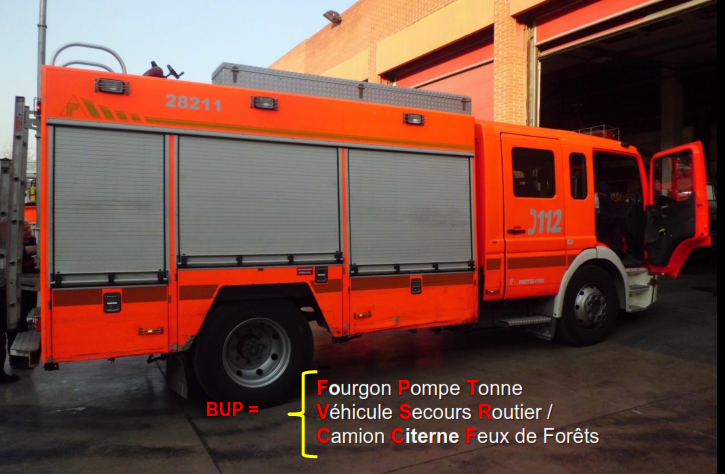 28211
112
BUP =
Fourgon Pompe Tonne
Véhicule Secours Routier /
Camion Citerne Feux de Forêts